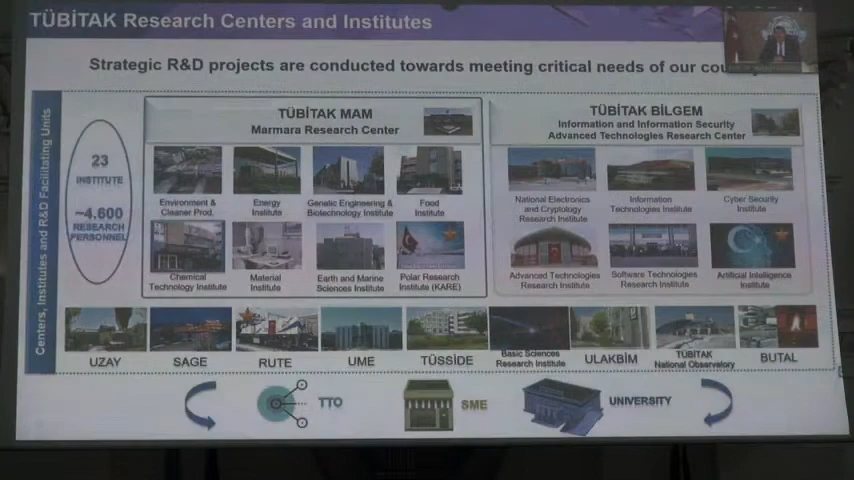 TÜBİTAK Research Centers and Institutes
Strategic R&D projects are conducted towards meeting critical needs of our
Centers, Institutes and R&D Facilitating Units
23
INSTITUTE
~4,600
RESEARCH
PERSONNEL
TÜBİTAK MAM
Marmara Research Center
Environment &
Cleaner Prod.
Energy
Institute
Genetic Engineering &
Biotechnology Institute
Food
Institute
Chemical
Technology Institute
Material
Institute
Earth and Marine
Sciences Institute
Polar Research
Institute (KARE)
TÜBİTAK BİLGEM
Information and Information Security
Advanced Technologies Research Center
National Electronics
and Cryptology
Research Institute
Information
Technologies Institute
Cyber Security
Institute
Advanced Technologies
Research Institute
Software Technologies
Research Institute
Artificial Intelligence
Institute
UZAY
SAGE
RUTE
UME
TÜSSİDE
Basic Sciences
Research Institute
ULAKBİM
TÜBİTAK
National Observatory
BUTAL
TTO
SME
UNIVERSITY